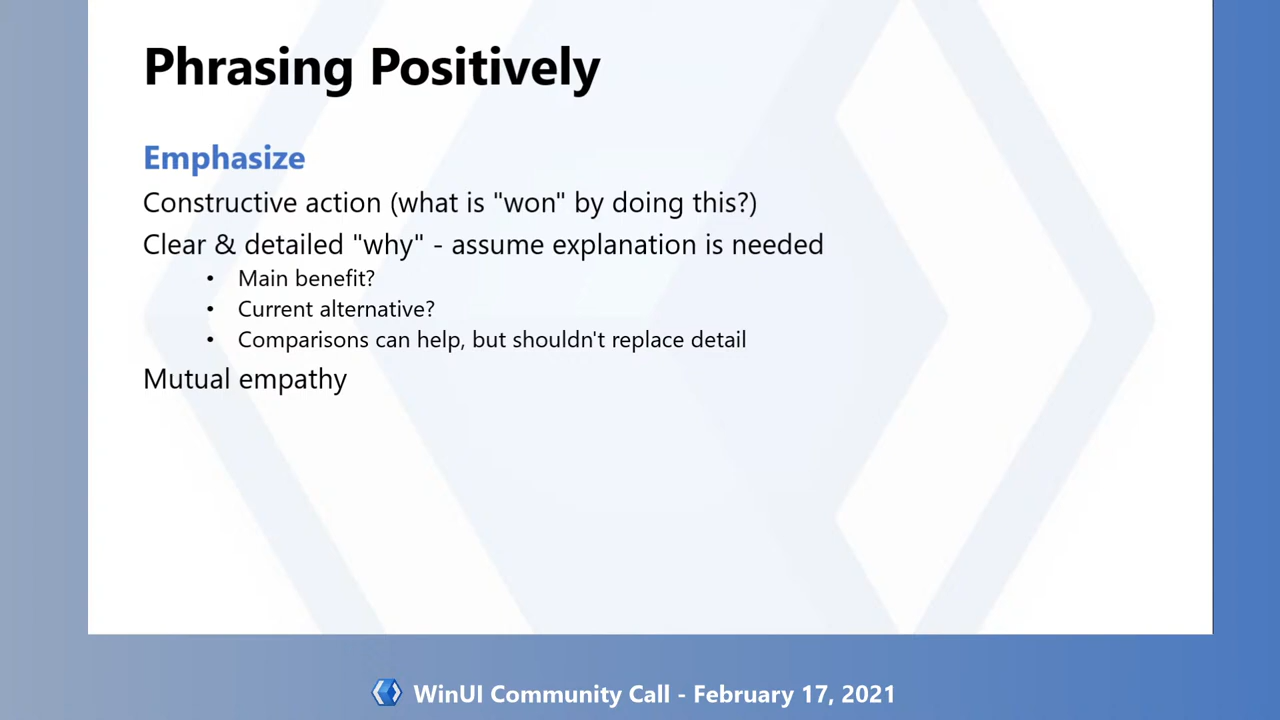 Phrasing Positively
Emphasize
Constructive action (what is "won" by doing this?)
Clear & detailed "why" - assume explanation is needed
• Main benefit?
• Current alternative?
• Comparisons can help, but shouldn't replace detail
Mutual empathy
WinUI Community Call - February 17, 2021